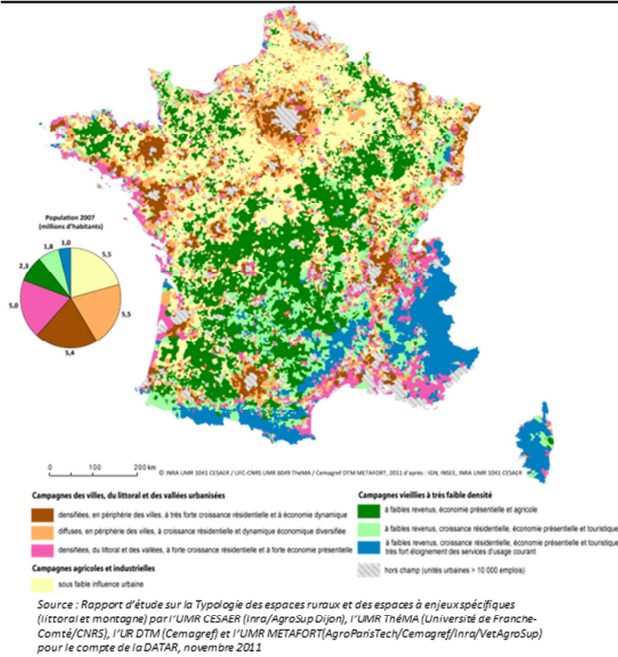 Population 2007
(millions d'habitants)
1,8
1,0
2,3
5,5
5,0
5,5
5,4
0 100 200 km
© INRA UMR 1041 CESAER / UFC-CNRS UMR 6049 TheMA / Cemagref DTM METAFORT, 2011 d'après : IGN, INSEE, INRA UMR 1041 CESAER
Campagnes des villes, du littoral et des vallées urbanisées
densifiées, en périphérie des villes, à très forte croissance résidentielle et à économie dynamique
diffuses, en périphérie des villes, à croissance résidentielle et dynamique économique diversifiée
densifiées, du littoral et des vallées, à forte croissance résidentielle et à forte économie présentielle
Campagnes agricoles et industrielles
sous faible influence urbaine
Campagnes vieillies à très faible densité
à faibles revenus, économie présentielle et agricole
à faibles revenus, croissance résidentielle, économie présentielle et touristique
à faibles revenus, croissance résidentielle, économie présentielle et touristique
très fort éloignement des services d'usage courant
hors champ (unités urbaines > 10 000 emplois)
Source : Rapport d'étude sur la Typologie des espaces ruraux et des espaces à enjeux spécifiques
(littoral et montagne) par l'UMR CESAER (Inra/AgroSup Dijon), l'UMR ThéMA (Université de Franche-
Comté/CNRS), l'UR DTM (Cemagref) et l'UMR METAFORT(AgroParisTech/Cemagref/Inra/VetAgroSup)
pour le compte de la DATAR, novembre 2011